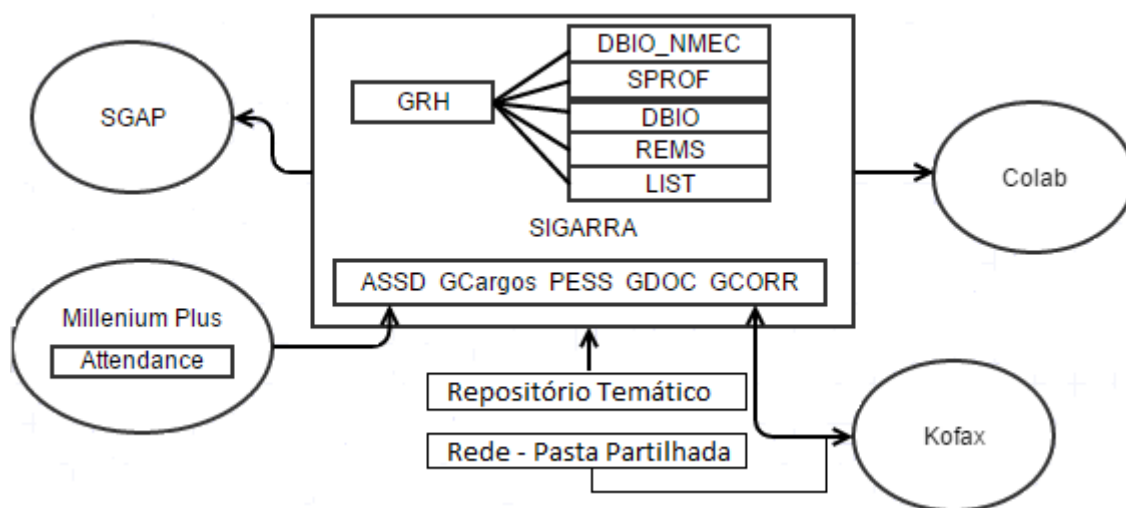 DBIO_NMEC
SPROF
GRH
SGAP
DBIO
REMS
LIST
Colab
SIGARRA
ASSD GCargos PESS GDOC GCORR
Millenium Plus
Attendance
Repositório Temático
Rede - Pasta Partilhada
Kofax